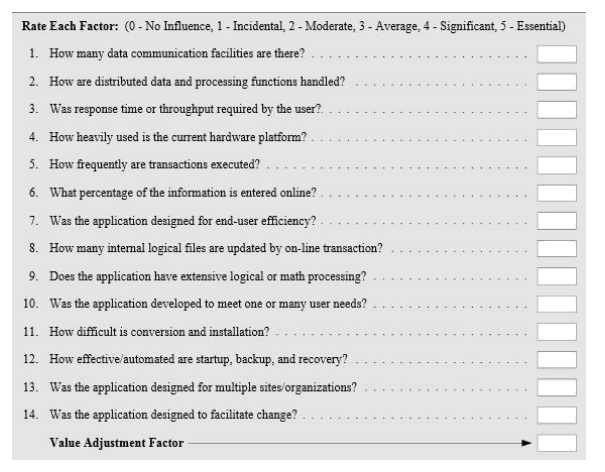 Rate Each Factor: (0 - No Influence, 1 - Incidental, 2 - Moderate, 3 - Average, 4 - Significant, 5 - Essential)
1. How many data communication facilities are there?
2. How are distributed data and processing functions handled?
3. Was response time or throughput required by the user?
4. How heavily used is the current hardware platform?
5. How frequently are transactions executed?
6. What percentage of the information is entered online?
7. Was the application designed for end-user efficiency?
8. How many internal logical files are updated by on-line transaction?
9. Does the application have extensive logical or math processing?
10. Was the application developed to meet one or many user needs?
11. How difficult is conversion and installation?
12. How effective/automated are startup, backup, and recovery?
13. Was the application designed for multiple sites/organizations?
14. Was the application designed to facilitate change?
Value Adjustment Factor